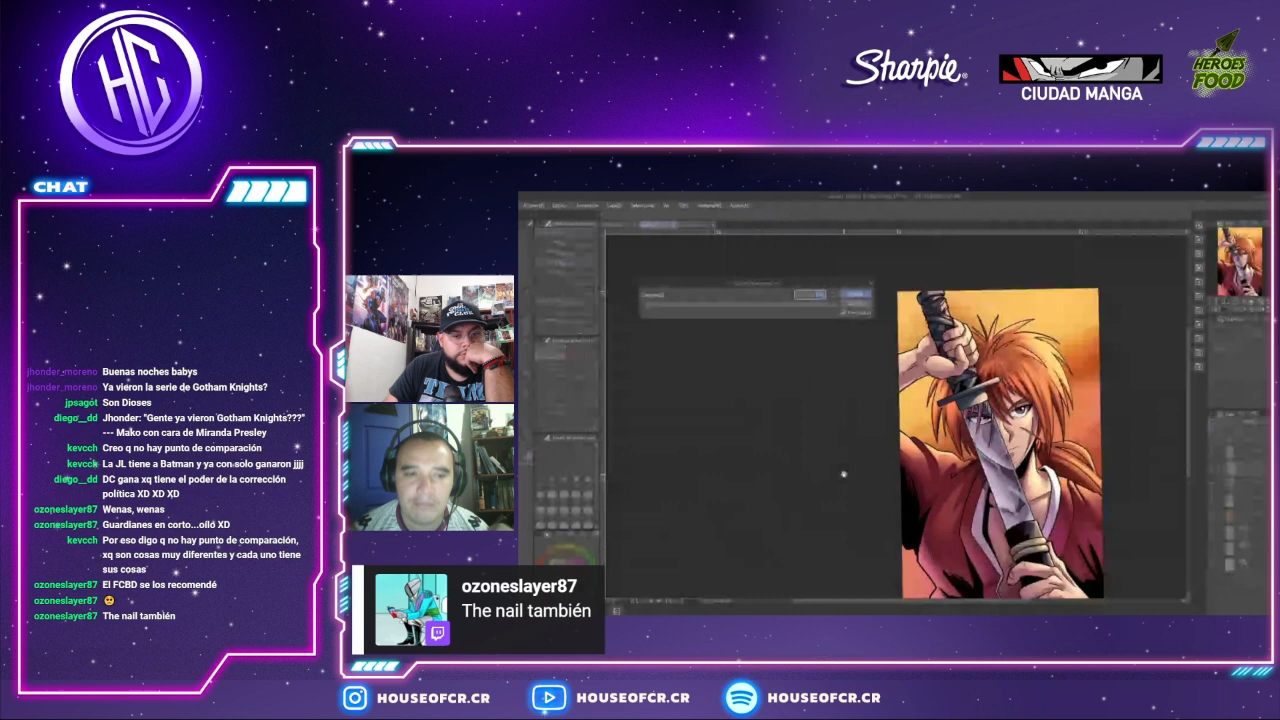 HC
Sharpie
CIUDAD MANGA
HEROES
FOOD
CHAT
jhonder_moreno Buenas noches babys
jhonder_moreno Ya vieron la serie de Gotham Knights?
jpsagót Son Dioses
diego__dd Jhonder: "Gente ya vieron Gotham Knights???"
--- Mako con cara de Miranda Presley
kevcch Creo q no hay punto de comparación
kevcch La JL tiene a Batman y ya con solo ganaron jjjj
diego__dd DC gana xq tiene el poder de la corrección
política XD XD XD
ozoneslayer87 Wenas, wenas
ozoneslayer87 Guardianes en corto...oílo XD
kevcch Por eso digo q no hay punto de comparación,
xq son cosas muy diferentes y cada uno tiene
sus cosas
ozoneslayer87 El FCBD se los recomendé
ozoneslayer87
ozoneslayer87 The nail también
ozoneslayer87
The nail también
HOUSEOFCR.CR
HOUSEOFCR.CR
HOUSEOFCR.CR